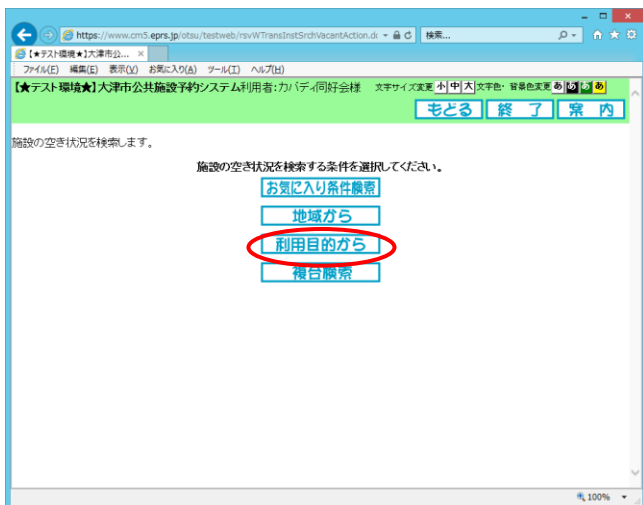 https://www.cm5.eprs.jp/otsu/testweb/rsvWTransInstSrchVacantAction.dc
検索...
【★テスト環境★】大津市公... ×
ファイル(F) 編集(E) 表示(V) お気に入り(A) ツール(T) ヘルプ(H)
【★テスト環境★】大津市公共施設予約システム利用者:カバディ同好会様 文字サイズ変更 小 中 大 文字色・背景色変更 あ あ あ あ
もどる 終 了 案 内
施設の空き状況を検索します。
施設の空き状況を検索する条件を選択してください。
お気に入り条件検索
地域から
利用目的から
複合検索
100%